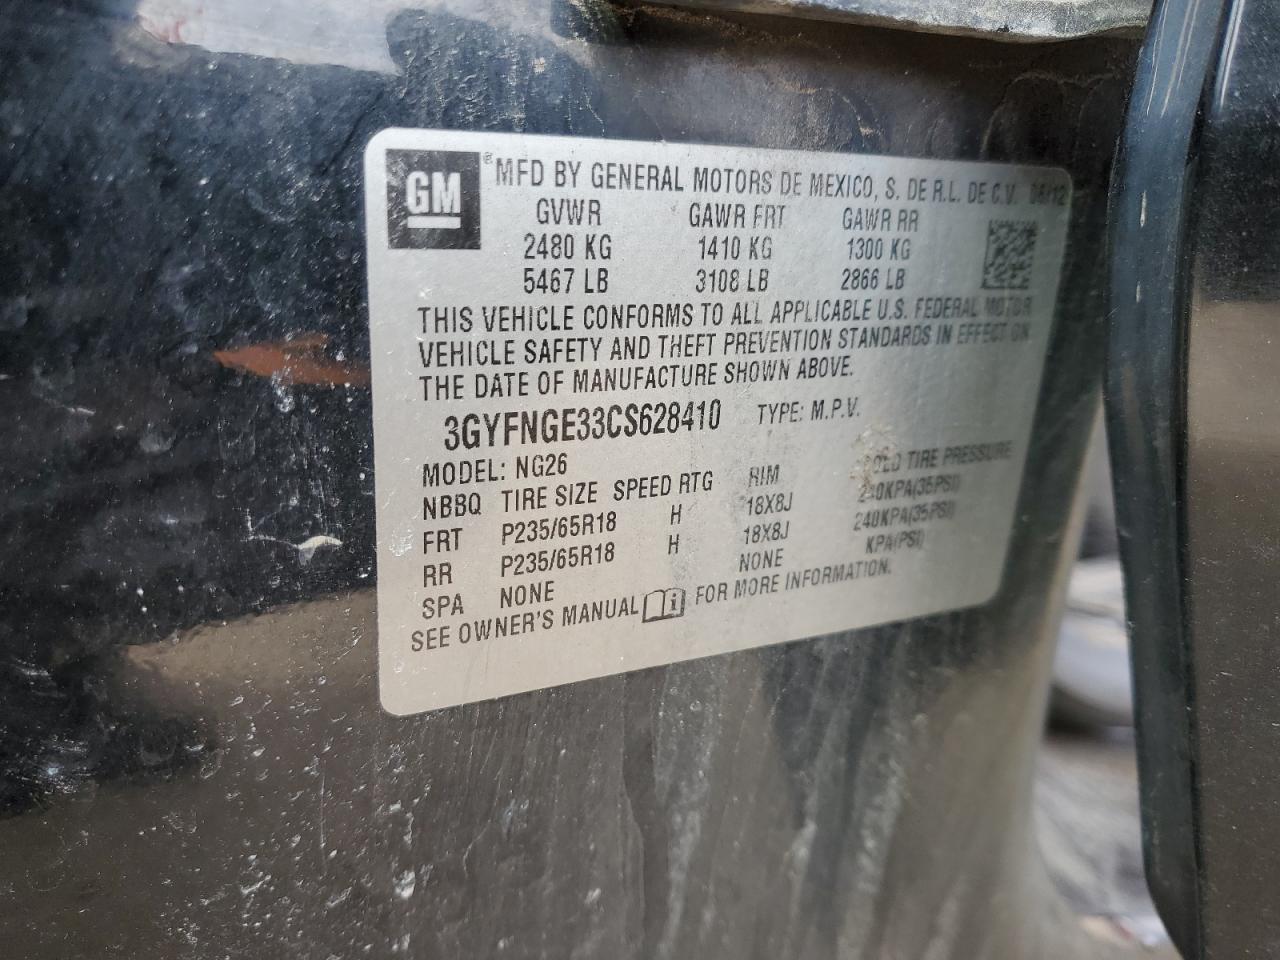 GM ® MFD BY GENERAL MOTORS DE MEXICO, S. DE R.L. DE C.V. 06/12
GVWR GAWR FRT GAWR RR
2480 KG 1410 KG 1300 KG
5467 LB 3108 LB 2866 LB
THIS VEHICLE CONFORMS TO ALL APPLICABLE U.S. FEDERAL MOTOR
VEHICLE SAFETY AND THEFT PREVENTION STANDARDS IN EFFECT ON
THE DATE OF MANUFACTURE SHOWN ABOVE.
3GYFNGE33CS628410 TYPE: M.P.V.
MODEL: NG26
NBBQ TIRE SIZE SPEED RTG RIM COLD TIRE PRESSURE
FRT P235/65R18 H 18X8J 240KPA(35PSI)
RR P235/65R18 H 18X8J 240KPA(35PSI)
SPA NONE NONE KPA(PSI)
SEE OWNER'S MANUAL FOR MORE INFORMATION.